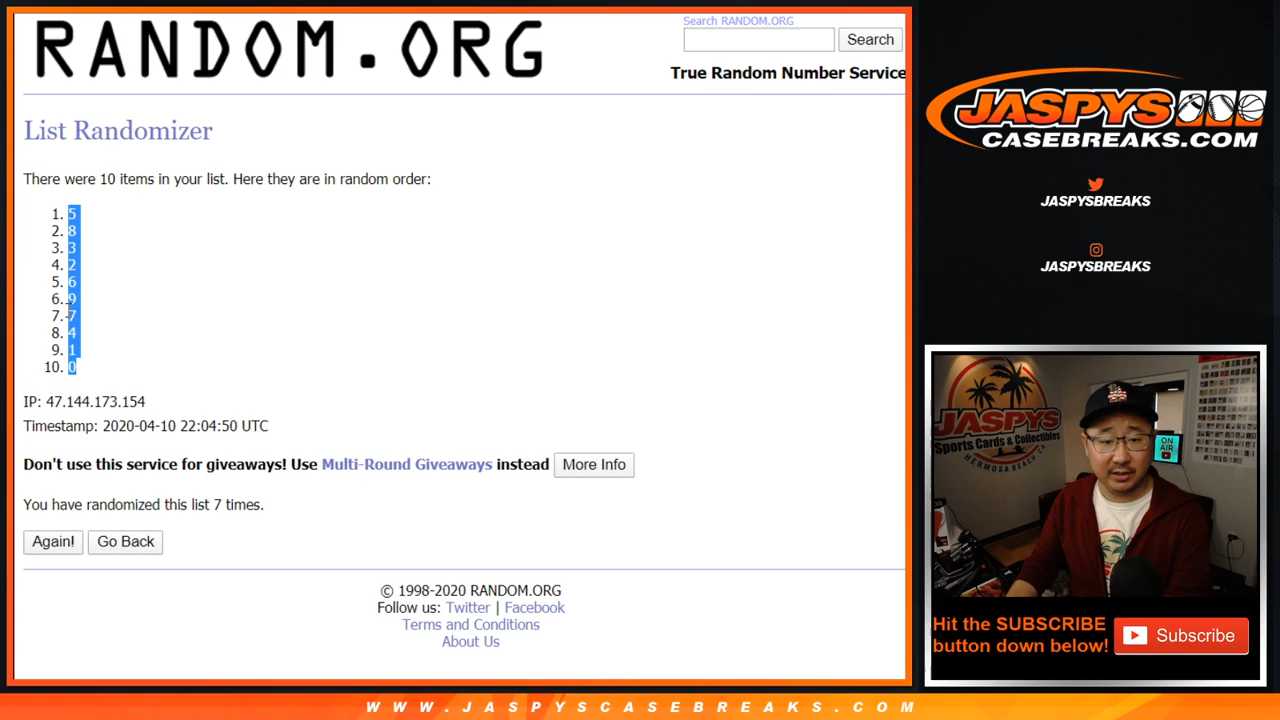 RANDOM.ORG
Search RANDOM.ORG
Search
True Random Number Service
List Randomizer
There were 10 items in your list. Here they are in random order:
1. 5
2. 8
3. 3
4. 2
5. 6
6. 9
7. 7
8. 4
9. 1
10. 0
IP: 47.144.173.154
Timestamp: 2020-04-10 22:04:50 UTC
Don't use this service for giveaways! Use Multi-Round Giveaways instead More Info
You have randomized this list 7 times.
Again! Go Back
© 1998-2020 RANDOM.ORG
Follow us: Twitter | Facebook
Terms and Conditions
About Us
JASPYS
CASEBREAKS.COM
JASPYSBREAKS
JASPYSBREAKS
JASPYS
Sports Cards & Collectibles
HERMOSA BEACH, CA
ON
AIR
Hit the SUBSCRIBE
button down below!
Subscribe
WWW.JASPYSCASEBREAKS.COM